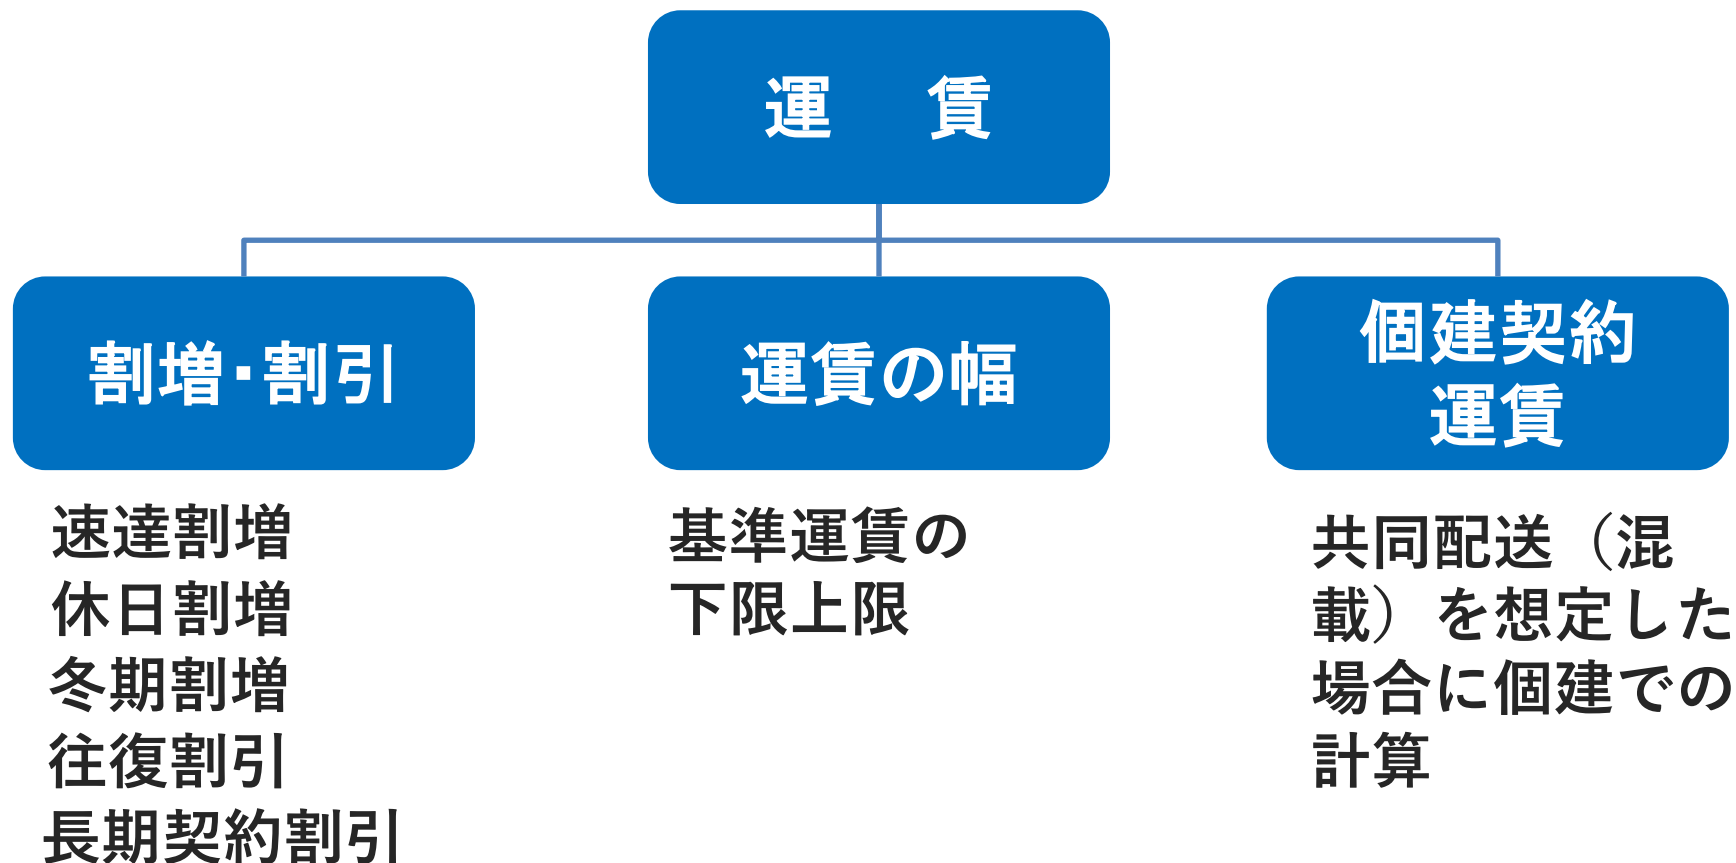 運　賃
割増・割引
速達割増
休日割増
冬期割増
往復割引
長期契約割引
運賃の幅
基準運賃の
下限上限
個建契約
運賃
共同配送（混
載）を想定した
場合に個建での
計算